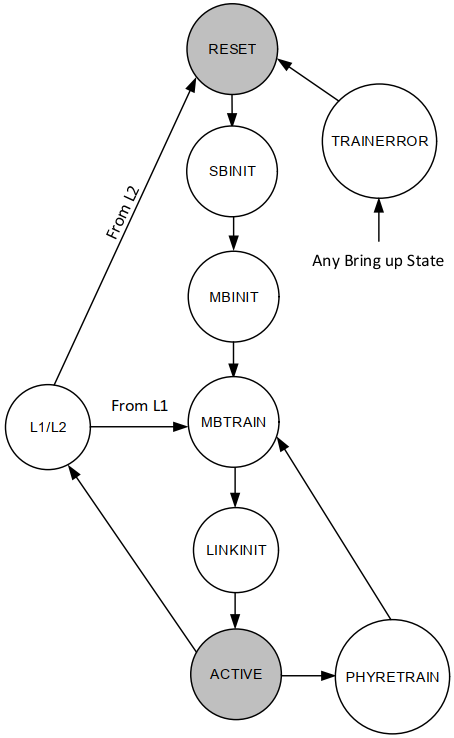 RESET
TRAINERROR
SBINIT
From L2
Any Bring up State
MBINIT
From L1
L1/L2
MBTRAIN
LINKINIT
ACTIVE
PHYRETRAIN